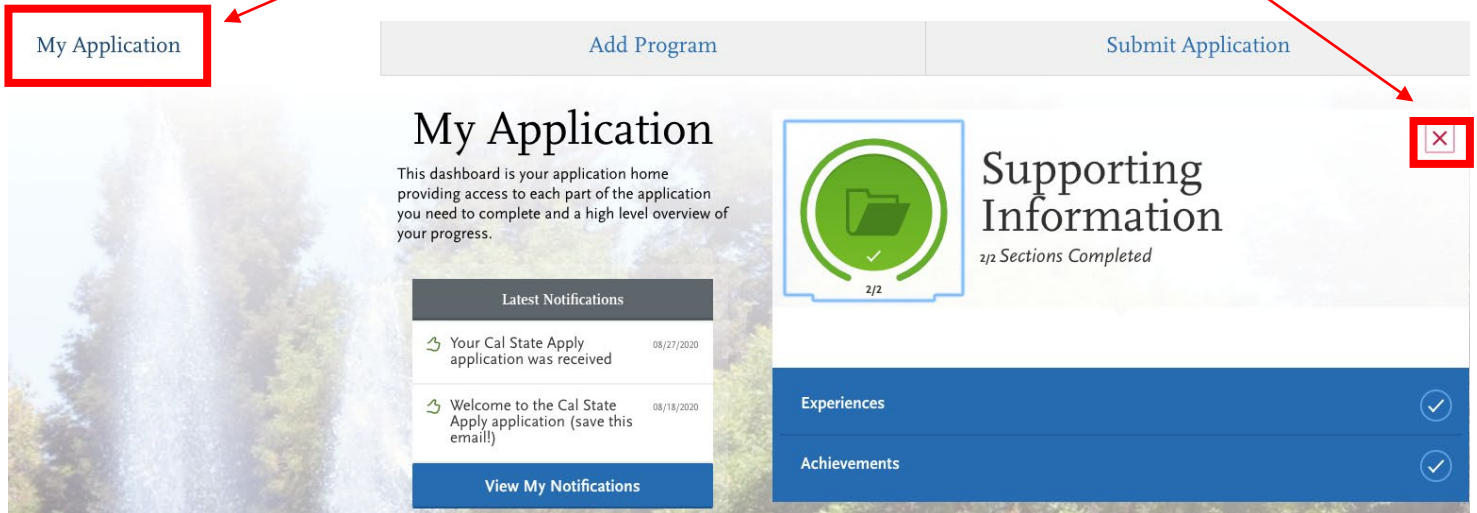 My Application
Add Program
Submit Application
My Application
This dashboard is your application home
providing access to each part of the application
you need to complete and a high level overview of
your progress.
Latest Notifications
Your Cal State Apply 08/27/2020
application was received
Welcome to the Cal State 08/18/2020
Apply application (save this
email!)
View My Notifications
2/2
Supporting
Information
2/2 Sections Completed
Experiences
Achievements